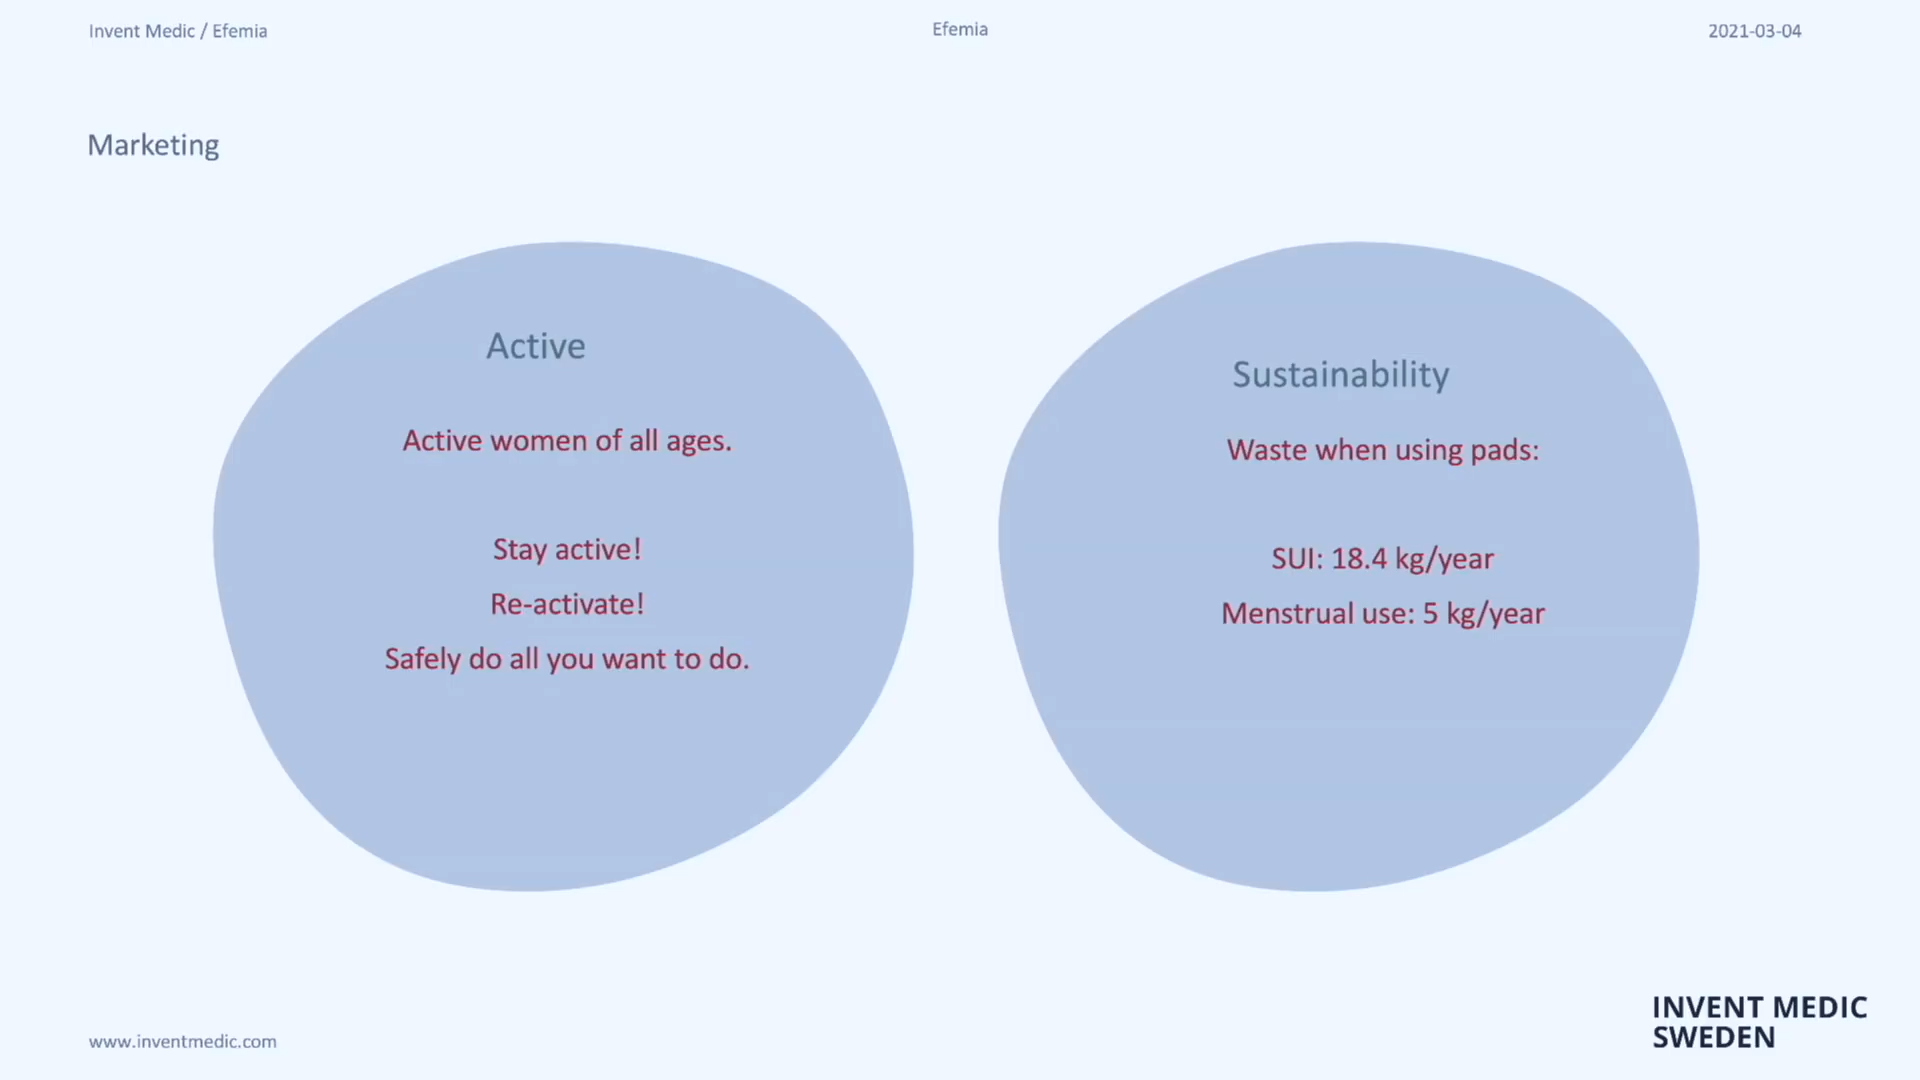 Invent Medic / Efemia
Efemia
2021-03-04
Marketing
Active
Active women of all ages.
Stay active!
Re-activate!
Safely do all you want to do.
Sustainability
Waste when using pads:
SUI: 18.4 kg/year
Menstrual use: 5 kg/year
www.inventmedic.com
INVENT MEDIC
SWEDEN